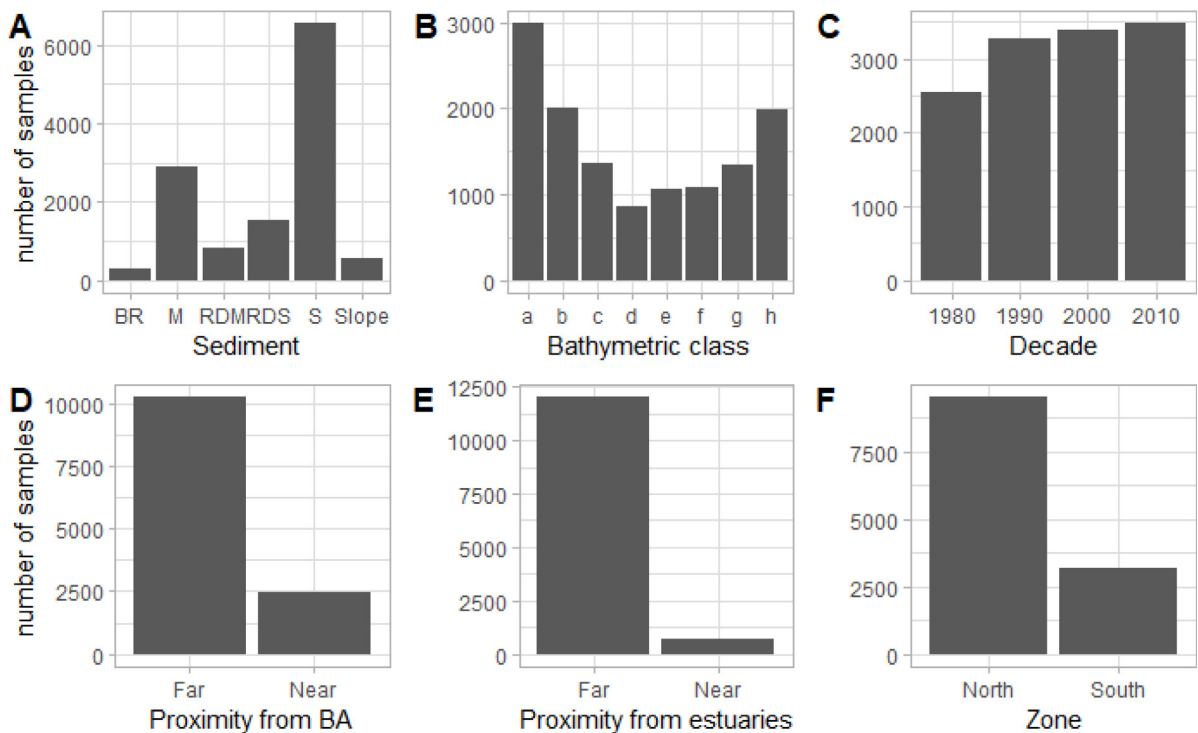 A
number of samples
6000
4000
2000
0
BR M RDM RDS S Slope
Sediment
B
3000
2000
1000
0
a b c d e f g h
Bathymetric class
C
3000
2000
1000
0
1980 1990 2000 2010
Decade
D
number of samples
10000
7500
5000
2500
0
Far Near
Proximity from BA
E
12500
10000
7500
5000
2500
0
Far Near
Proximity from estuaries
F
7500
5000
2500
0
North South
Zone